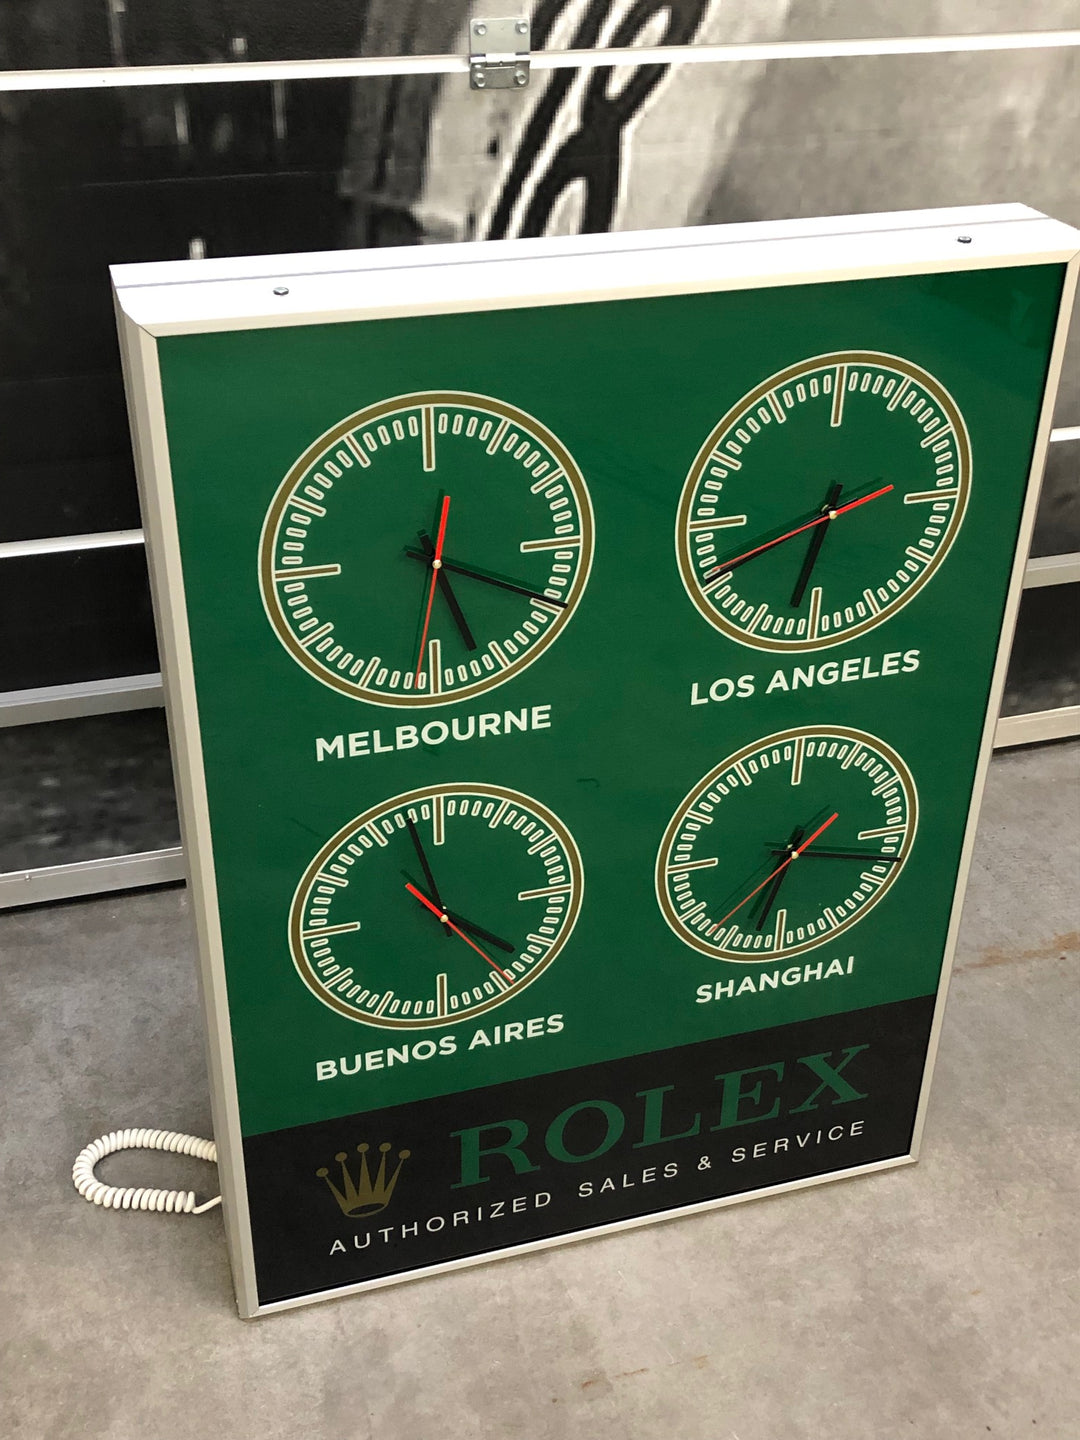 MELBOURNE
LOS ANGELES
BUENOS AIRES
SHANGHAI
ROLEX
AUTHORIZED SALES & SERVICE